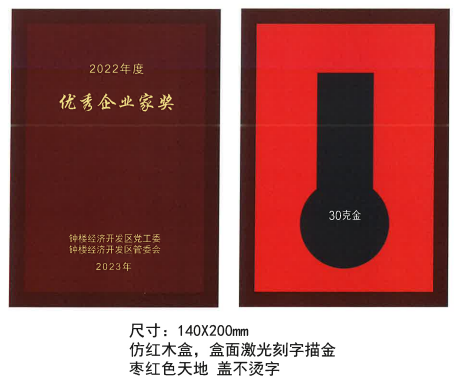 2022年度
优秀企业家奖
钟楼经济开发区党工委
钟楼经济开发区管委会
2023年
30克金
尺寸：140X200mm
仿红木盒，盒面激光刻字描金
枣红色天地 盖不烫字